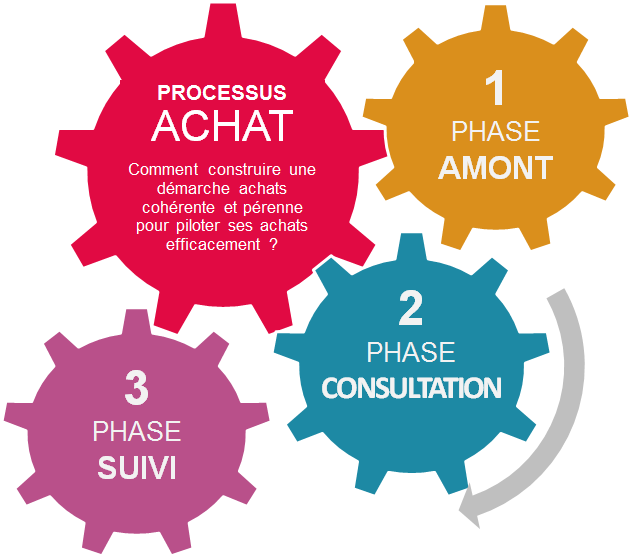 PROCESSUS
ACHAT
Comment construire une
démarche achats
cohérente et pérenne
pour piloter ses achats
efficacement ?
1
PHASE
AMONT
2
PHASE
CONSULTATION
3
PHASE
SUIVI